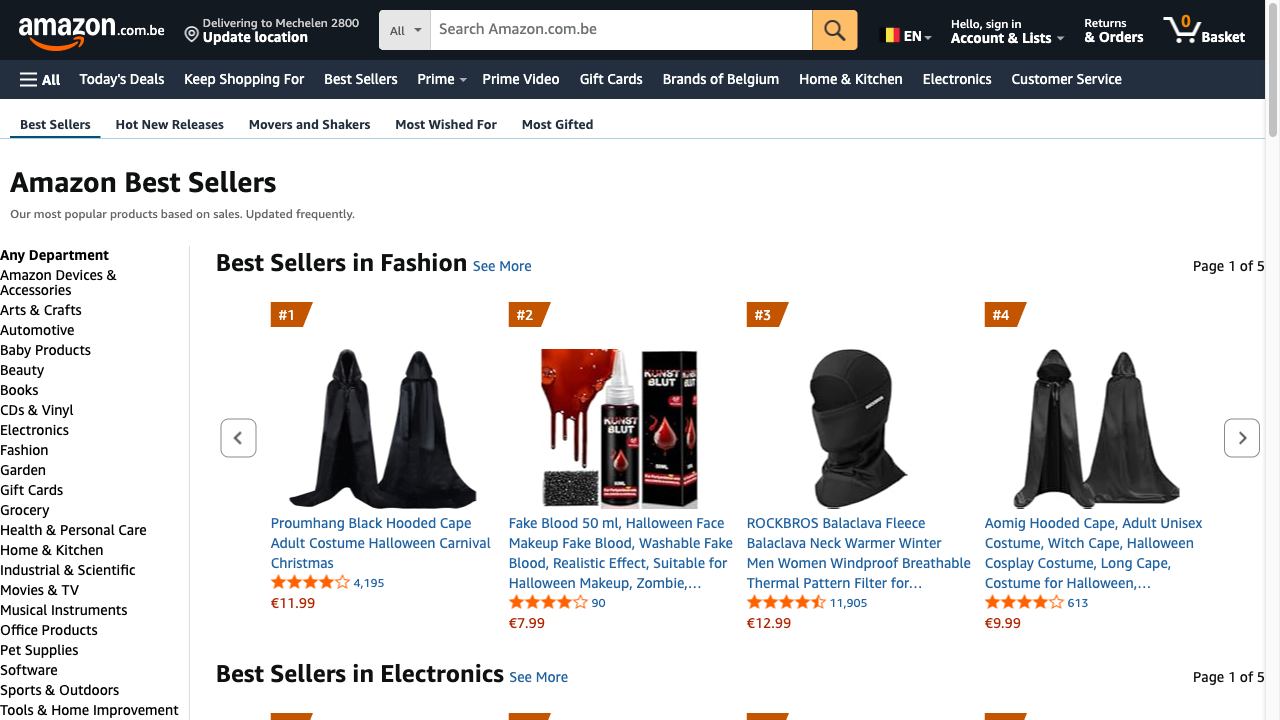 amazon.com.be
Delivering to Mechelen 2800
Update location
All
Search Amazon.com.be
EN
Hello, sign in
Account & Lists
Returns
& Orders
0
Basket
All
Today's Deals
Keep Shopping For
Best Sellers
Prime
Prime Video
Gift Cards
Brands of Belgium
Home & Kitchen
Electronics
Customer Service
Best Sellers
Hot New Releases
Movers and Shakers
Most Wished For
Most Gifted
Amazon Best Sellers
Our most popular products based on sales. Updated frequently.
Any Department
Amazon Devices &
Accessories
Arts & Crafts
Automotive
Baby Products
Beauty
Books
CDs & Vinyl
Electronics
Fashion
Garden
Gift Cards
Grocery
Health & Personal Care
Home & Kitchen
Industrial & Scientific
Movies & TV
Musical Instruments
Office Products
Pet Supplies
Software
Sports & Outdoors
Tools & Home Improvement
Best Sellers in Fashion See More
Page 1 of 5
#1
Proumhang Black Hooded Cape
Adult Costume Halloween Carnival
Christmas
4,195
€11.99
#2
KUNST
BLUT
KUNST
BLUT
Fake Blood 50 ml, Halloween Face
Makeup Fake Blood, Washable Fake
Blood, Realistic Effect, Suitable for
Halloween Makeup, Zombie,…
90
€7.99
#3
ROCKBROS
ROCKBROS Balaclava Fleece
Balaclava Neck Warmer Winter
Men Women Windproof Breathable
Thermal Pattern Filter for…
11,905
€12.99
#4
Aomig Hooded Cape, Adult Unisex
Costume, Witch Cape, Halloween
Cosplay Costume, Long Cape,
Costume for Halloween,…
613
€9.99
Best Sellers in Electronics See More
Page 1 of 5